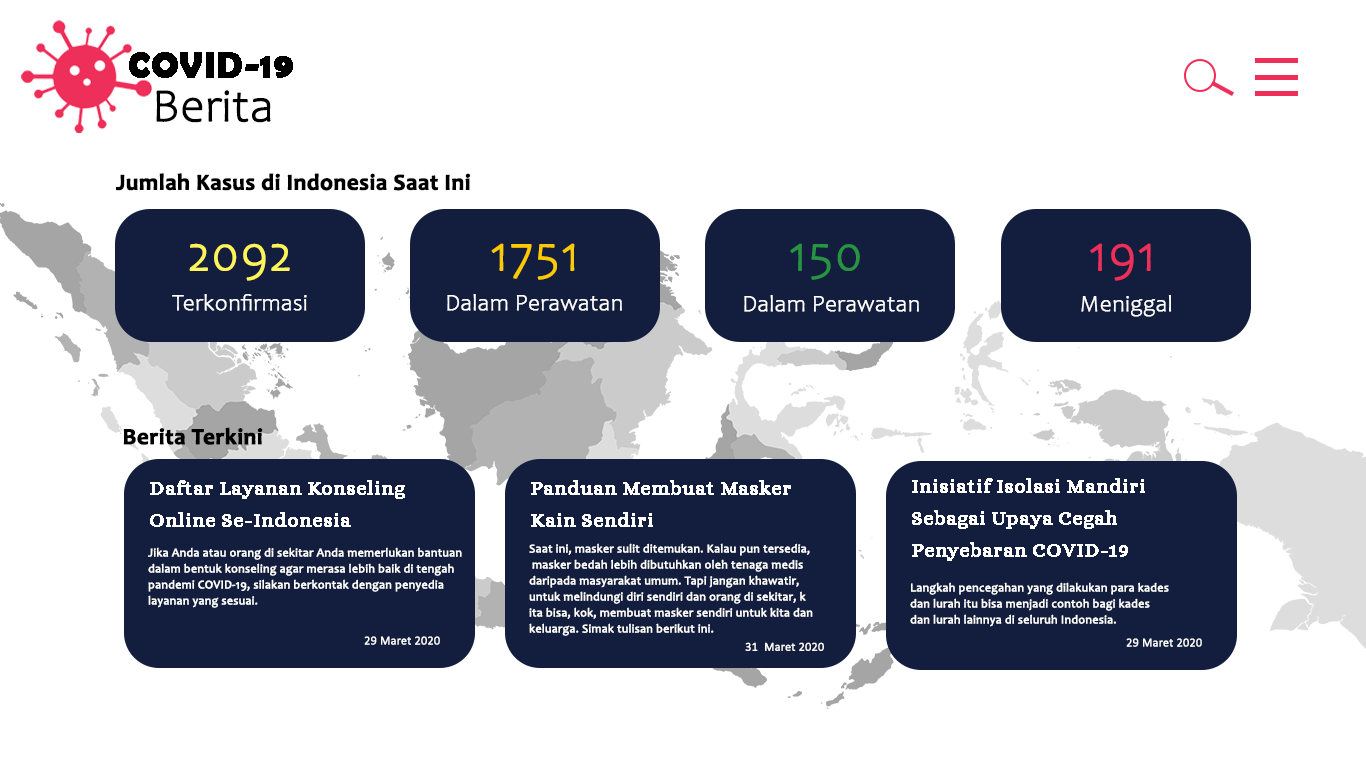 COVID-19
Berita
Jumlah Kasus di Indonesia Saat Ini
2092
Terkonfirmasi
1751
Dalam Perawatan
150
Dalam Perawatan
191
Meniggal
Berita Terkini
Daftar Layanan Konseling
Online Se-Indonesia
Jika Anda atau orang di sekitar Anda memerlukan bantuan
dalam bentuk konseling agar merasa lebih baik di tengah
pandemi COVID-19, silakan berkontak dengan penyedia
layanan yang sesuai.
29 Maret 2020
Panduan Membuat Masker
Kain Sendiri
Saat ini, masker sulit ditemukan. Kalau pun tersedia,
masker bedah lebih dibutuhkan oleh tenaga medis
daripada masyarakat umum. Tapi jangan khawatir,
untuk melindungi diri sendiri dan orang di sekitar, k
ita bisa, kok, membuat masker sendiri untuk kita dan
keluarga. Simak tulisan berikut ini.
31 Maret 2020
Inisiatif Isolasi Mandiri
Sebagai Upaya Cegah
Penyebaran COVID-19
Langkah pencegahan yang dilakukan para kades
dan lurah itu bisa menjadi contoh bagi kades
dan lurah lainnya di seluruh Indonesia.
29 Maret 2020